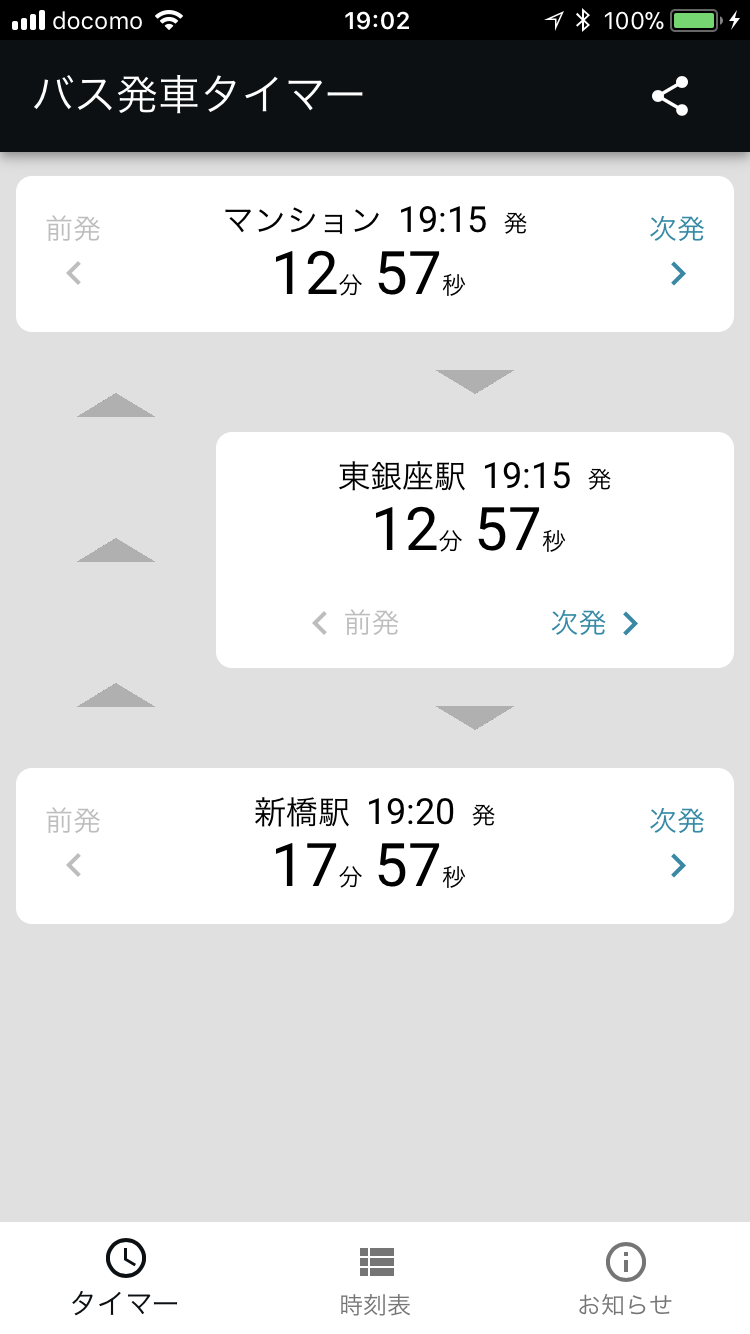 docomo 19:02 100%
バス発車タイマー
前発 マンション 19:15 発 次発
12分 57秒
東銀座駅 19:15 発
12分 57秒
前発 次発
前発 新橋駅 19:20 発 次発
17分 57秒
タイマー 時刻表 お知らせ